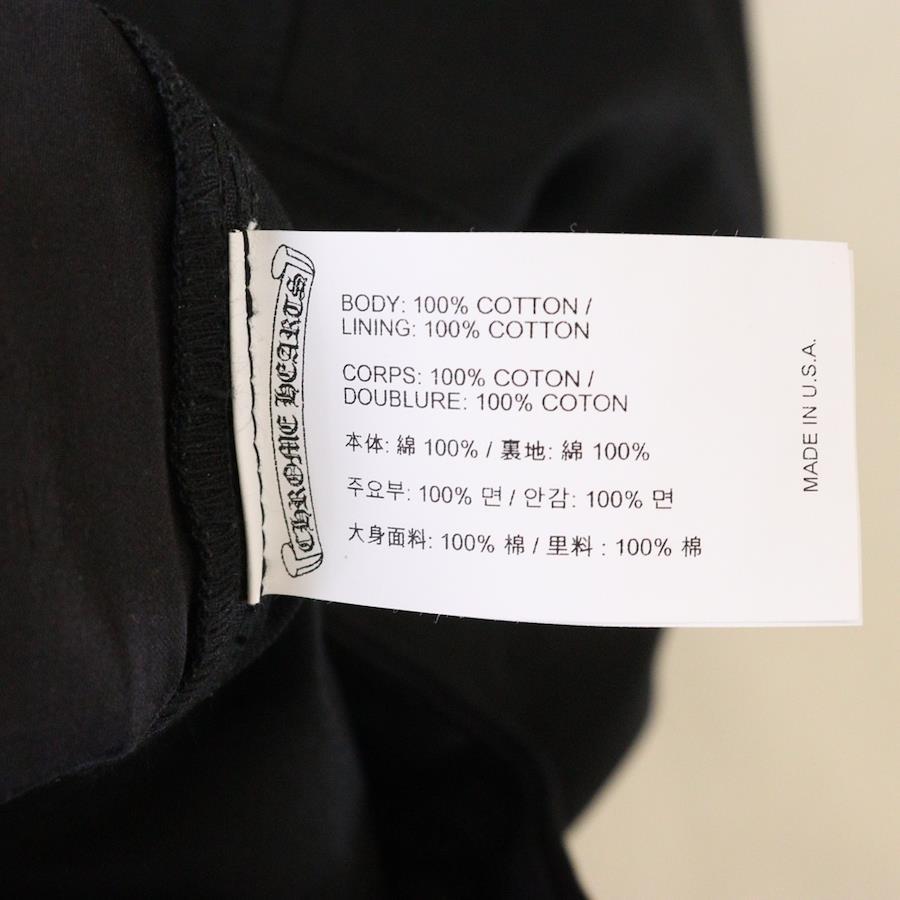 CHROME HEARTS
BODY: 100% COTTON /
LINING: 100% COTTON
CORPS: 100% COTON /
DOUBLURE: 100% COTON
本体: 綿 100% / 裏地: 綿 100%
주요부: 100% 면 / 안감: 100% 면
大身面料: 100% 棉 / 里料 : 100% 棉
MADE IN U.S.A.